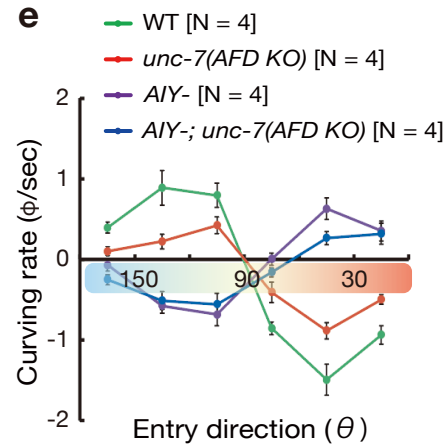 e
WT [N = 4]
unc-7(AFD KO) [N = 4]
AIY- [N = 4]
AIY-; unc-7(AFD KO) [N = 4]
Curving rate (ϕ/sec)
2
1
0
-1
-2
150 90 30
Entry direction (θ)